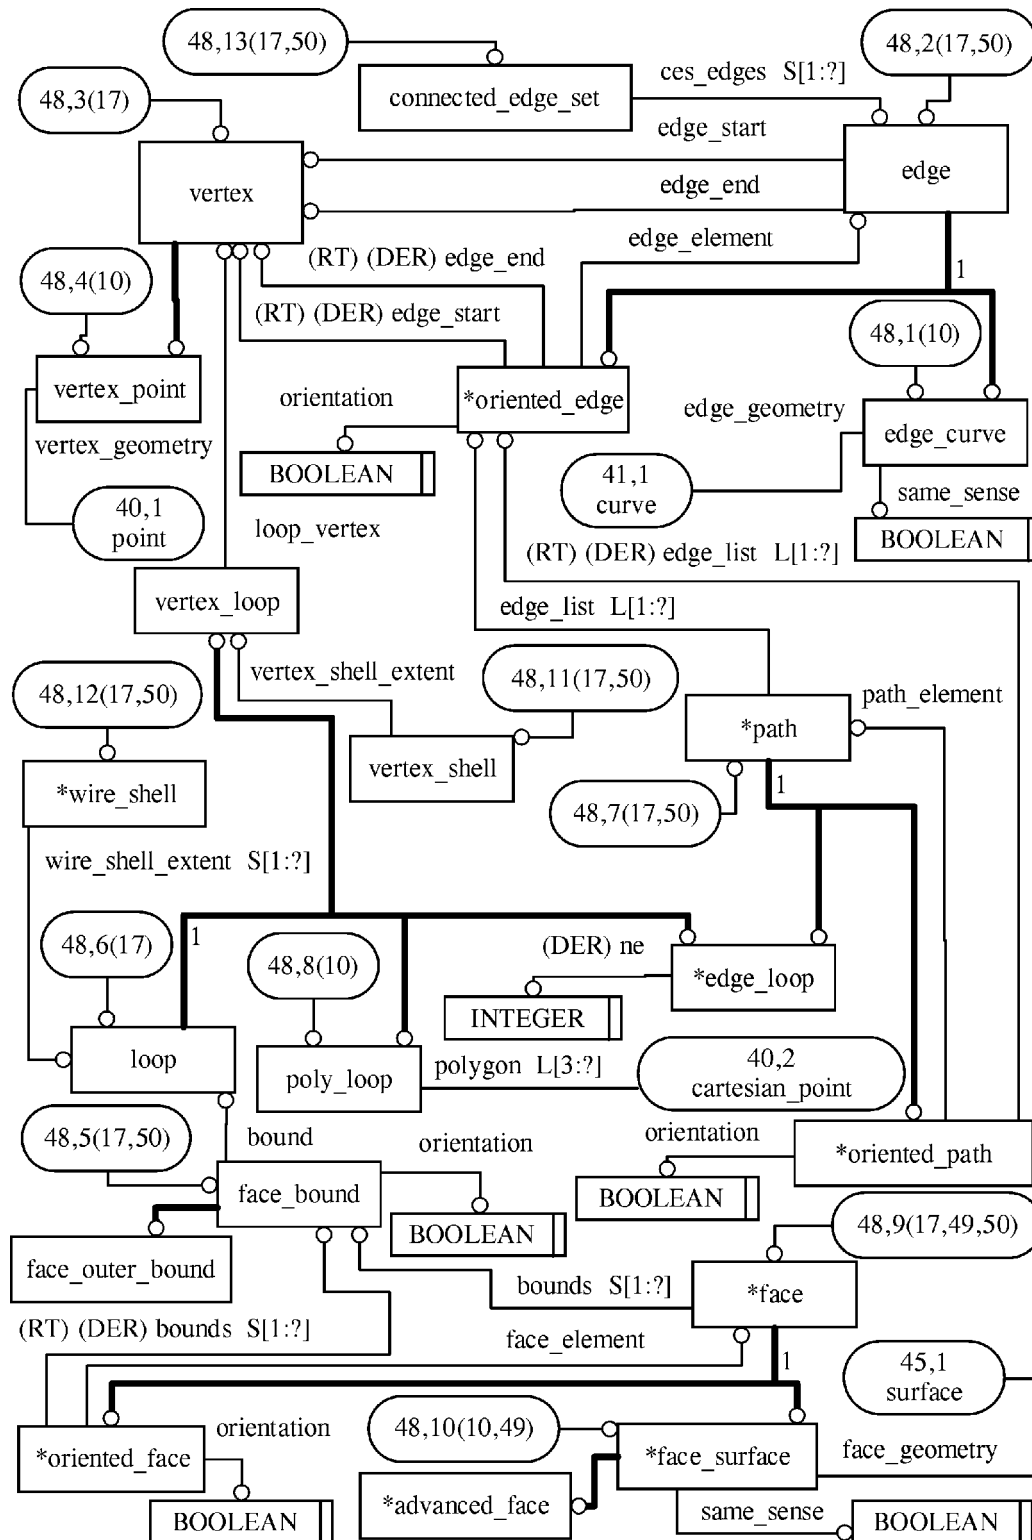 48,13(17,50)
48,2(17,50)
ces_edges S[1:?]
connected_edge_set
48,3(17)
edge_start
vertex
edge
edge_end
edge_element
(RT) (DER) edge_end
48,4(10)
1
(RT) (DER) edge_start
48,1(10)
vertex_point
*oriented_edge
orientation
edge_geometry
edge_curve
vertex_geometry
BOOLEAN
41,1
curve
same_sense
40,1
point
loop_vertex
BOOLEAN
(RT) (DER) edge_list L[1:?]
vertex_loop
edge_list L[1:?]
vertex_shell_extent
48,11(17,50)
48,12(17,50)
path_element
*path
vertex_shell
*wire_shell
1
48,7(17,50)
wire_shell_extent S[1:?]
1
48,6(17)
(DER) ne
48,8(10)
*edge_loop
INTEGER
loop
poly_loop
polygon L[3:?]
40,2
cartesian_point
48,5(17,50)
bound
orientation
orientation
*oriented_path
face_bound
BOOLEAN
BOOLEAN
48,9(17,49,50)
face_outer_bound
bounds S[1:?]
*face
(RT) (DER) bounds S[1:?]
face_element
1
45,1
surface
orientation
48,10(10,49)
*oriented_face
*face_surface
face_geometry
*advanced_face
same_sense
BOOLEAN
BOOLEAN